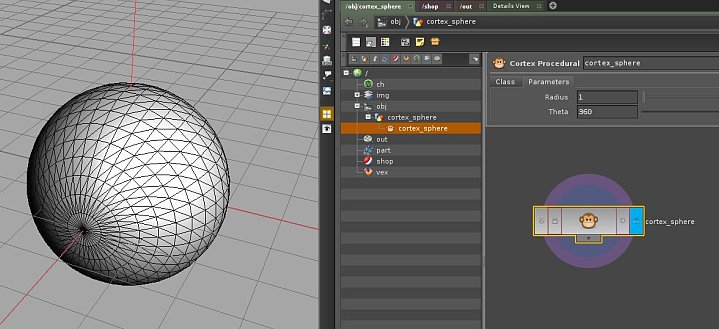 /obj/cortex_sphere
/shop
/out
Details View
obj
cortex_sphere
Cortex Procedural
cortex_sphere
Class
Parameters
Radius
1
Theta
360
/
ch
img
obj
cortex_sphere
cortex_sphere
out
part
shop
vex
cortex_sphere